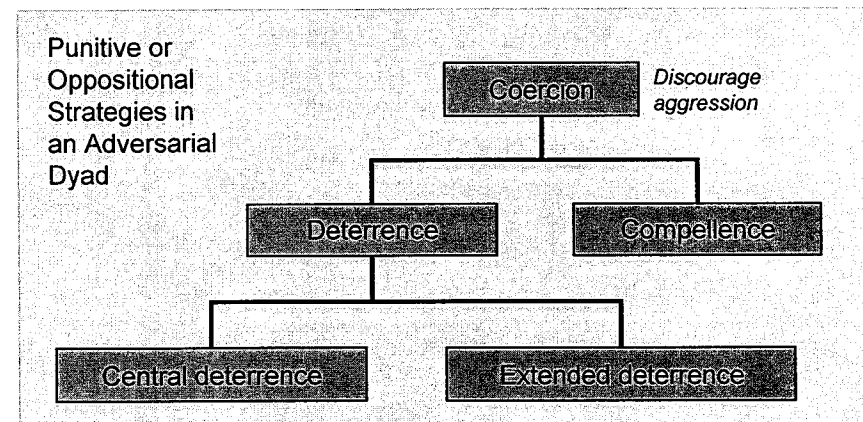 Punitive or
Oppositional
Strategies in
an Adversarial
Dyad
Coercion
Discourage
aggression
Deterrence
Compellence
Central deterrence
Extended deterrence